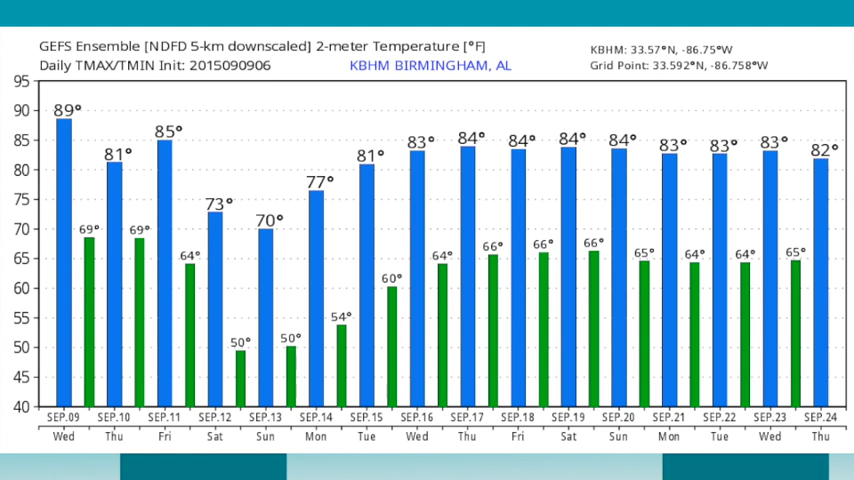 GEFS Ensemble [NDFD 5-km downscaled] 2-meter Temperature [°F]
Daily TMAX/TMIN Init: 2015090906 KBHM BIRMINGHAM, AL
KBHM: 33.57°N, -86.75°W
Grid Point: 33.592°N, -86.758°W
95
90
85
80
75
70
65
60
55
50
45
40
89° 69° 81° 69° 85° 64° 73° 50° 70° 50° 77° 54° 81° 60° 83° 64° 84° 66° 84° 66° 84° 66° 84° 65° 83° 64° 83° 64° 83° 65° 82°
SEP.09 SEP.10 SEP.11 SEP.12 SEP.13 SEP.14 SEP.15 SEP.16 SEP.17 SEP.18 SEP.19 SEP.20 SEP.21 SEP.22 SEP.23 SEP.24
Wed Thu Fri Sat Sun Mon Tue Wed Thu Fri Sat Sun Mon Tue Wed Thu